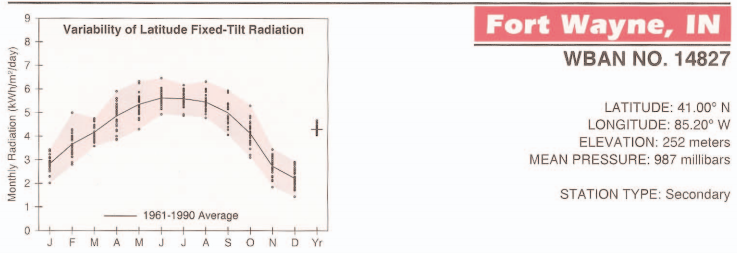 Variability of Latitude Fixed-Tilt Radiation
Monthly Radiation (kWh/m²/day)
9
8
7
6
5
4
3
2
1
0
1961-1990 Average
J F M A M J J A S O N D Yr
Fort Wayne, IN
WBAN NO. 14827
LATITUDE: 41.00° N
LONGITUDE: 85.20° W
ELEVATION: 252 meters
MEAN PRESSURE: 987 millibars
STATION TYPE: Secondary